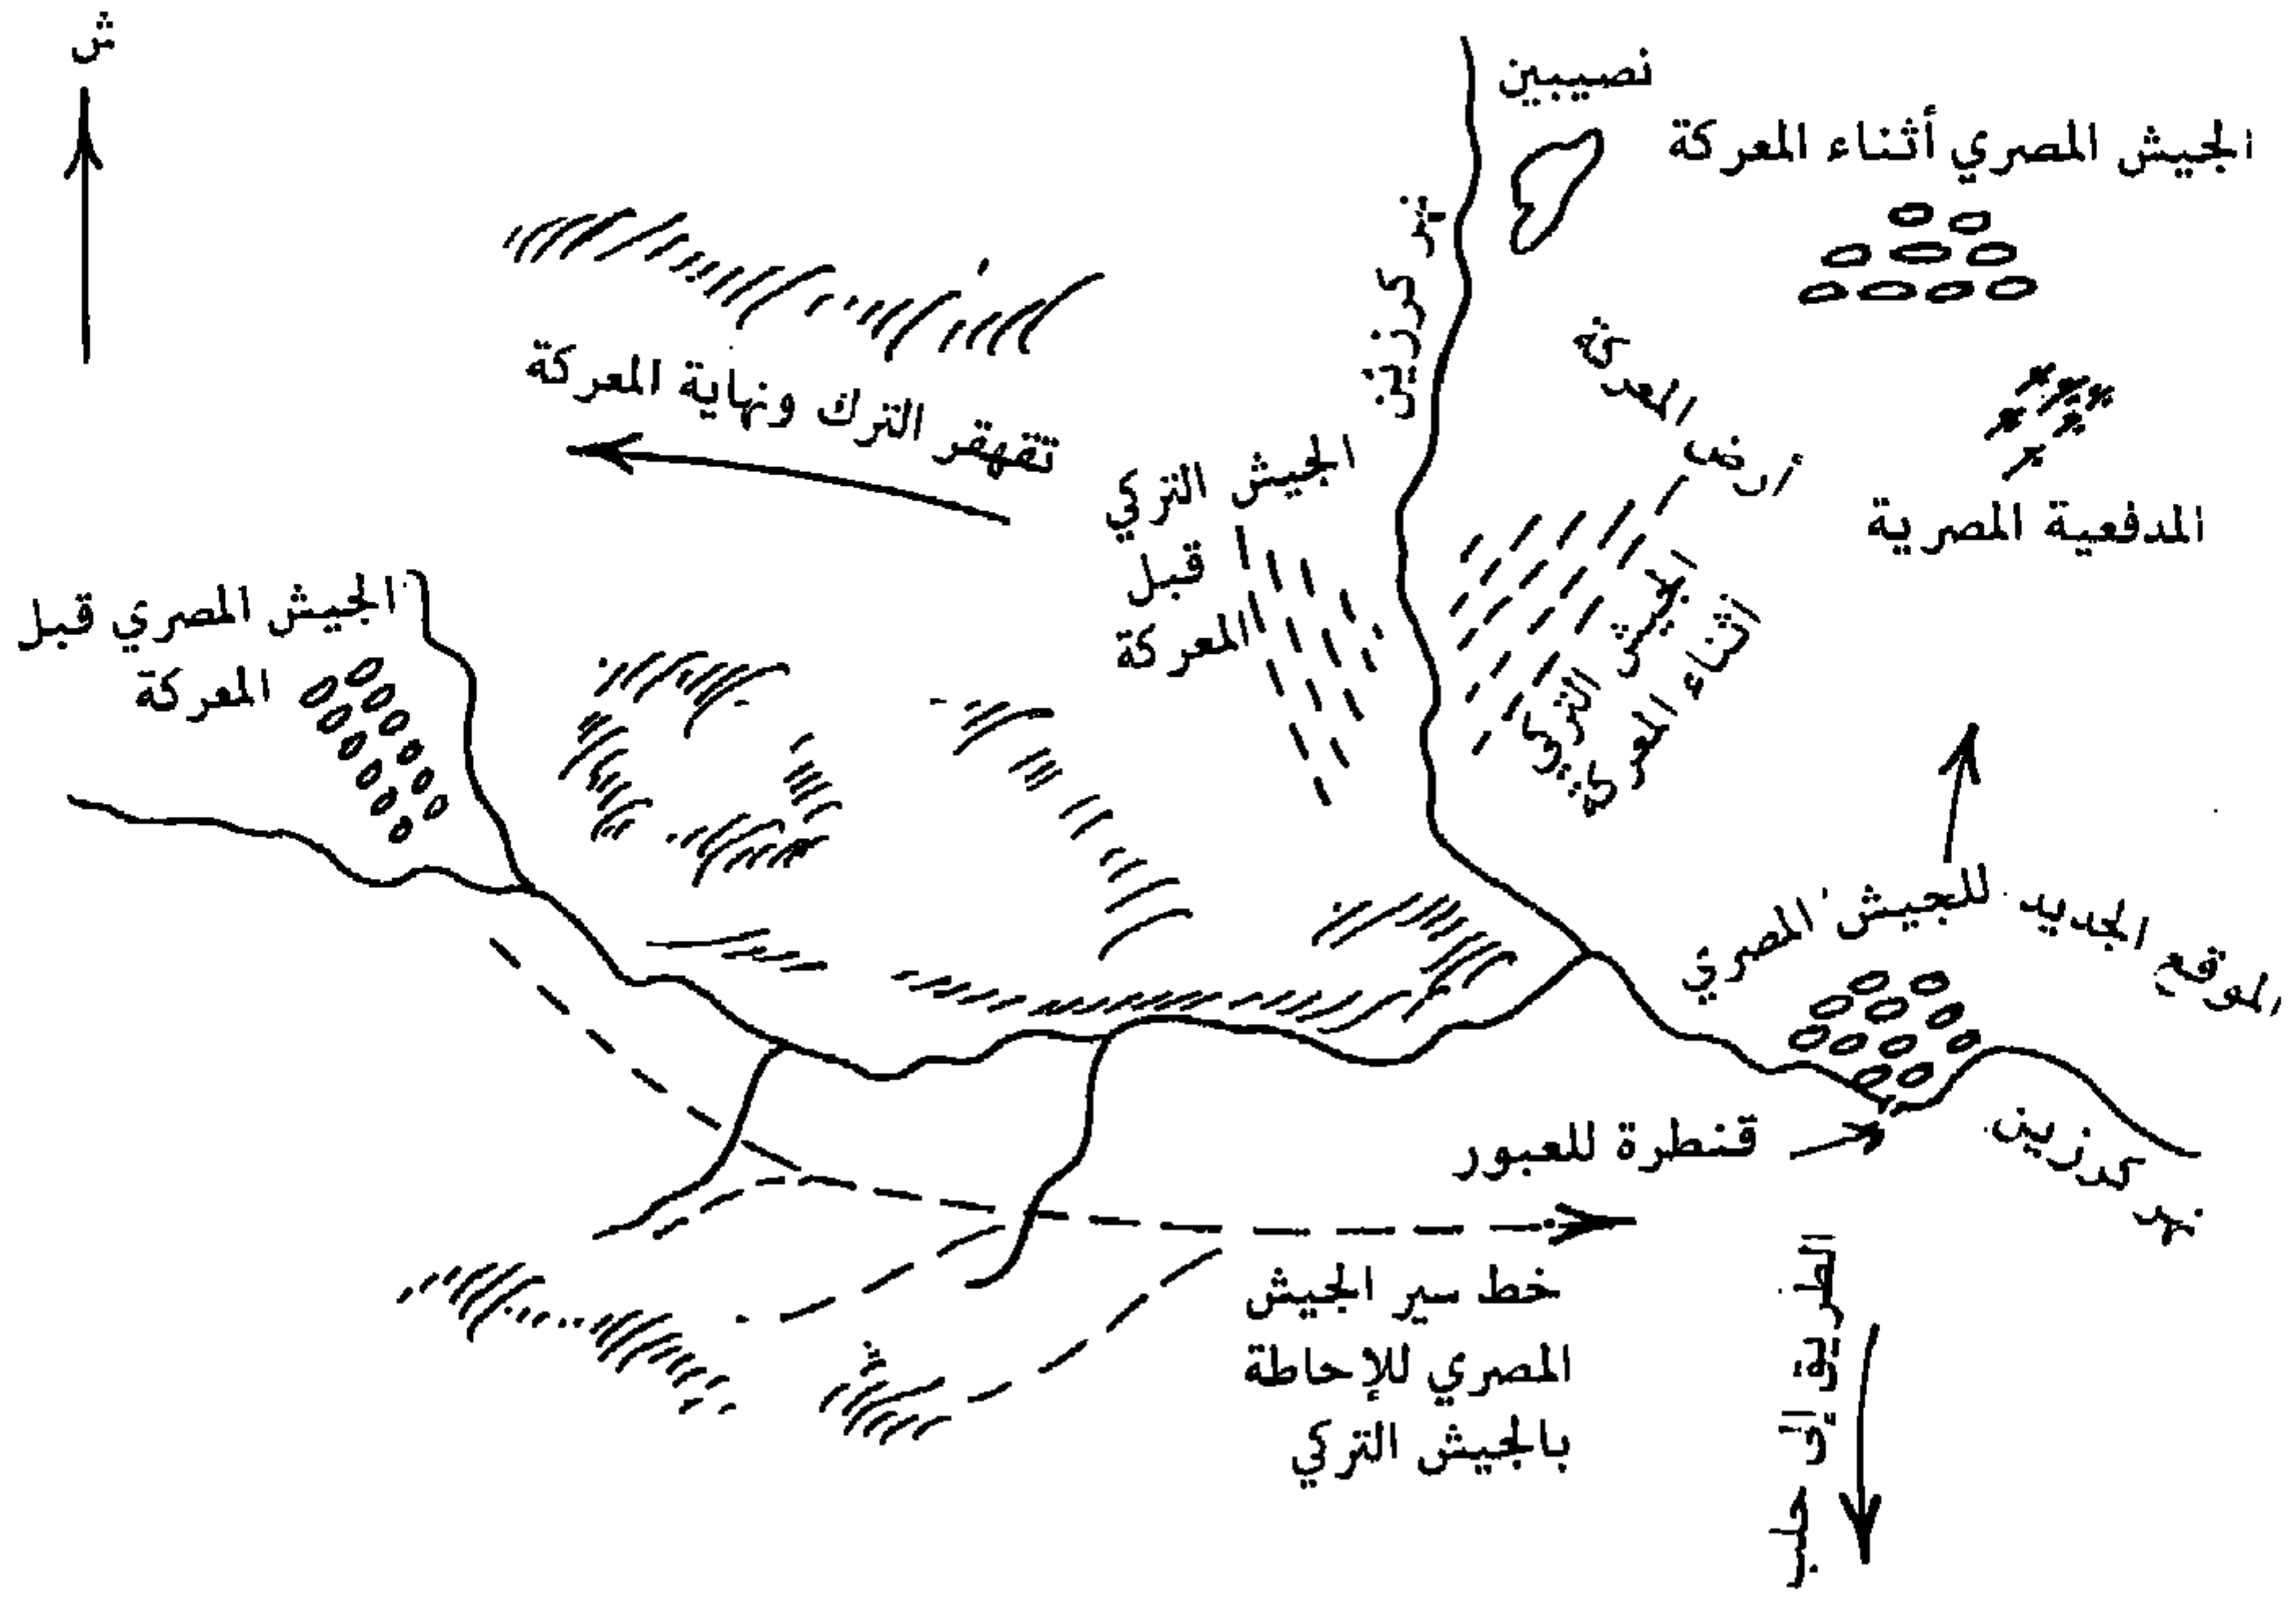 ش
نصيبين
الجيش المصري أثناء المعركة
نهر كرزين
أرض المعركة
تقهقر الترك ونهاية المعركة
الجيش التركي
قبل
المعركة
المدفعية المصرية
الجيش التركي
أثناء المعركة
الجيش المصري قبل
المعركة
الموقع الجديد للجيش المصري
قنطرة للعبور
نهر كرزين
خط سير الجيش
المصري للإحاطة
بالجيش التركي
الطريق إلى حلب